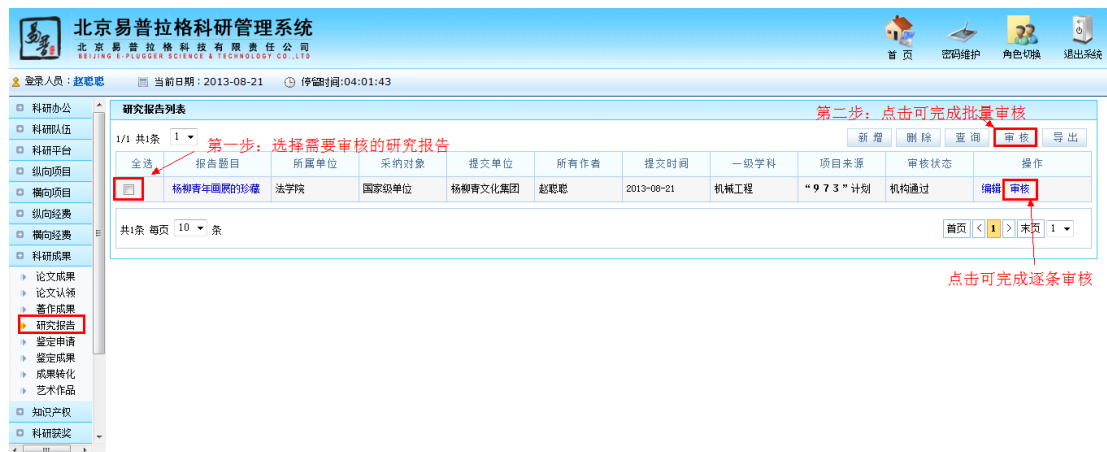 北京易普拉格科研管理系统
北京易普拉格科技有限责任公司
BEIJING E-PLUGGER SCIENCE & TECHNOLOGY CO.,LTD
首页 密码维护 角色切换 退出系统
登录人员：赵聪聪 当前日期：2013-08-21 停留时间:04:01:43
科研办公
科研队伍
科研平台
纵向项目
横向项目
纵向经费
横向经费
科研成果
论文成果
论文认领
著作成果
研究报告
鉴定申请
鉴定成果
成果转化
艺术作品
知识产权
科研获奖
研究报告列表
第二步：点击可完成批量审核
1/1 共1条 1
第一步：选择需要审核的研究报告
新增 删除 查询 审核 导出
全选 报告题目 所属单位 采纳对象 提交单位 所有作者 提交时间 一级学科 项目来源 审核状态 操作
杨柳青年画展的珍藏 法学院 国家级单位 杨柳青文化集团 赵聪聪 2013-08-21 机械工程 “973”计划 机构通过 编辑 审核
共1条 每页 10 条
首页 < 1 > 末页 1
点击可完成逐条审核